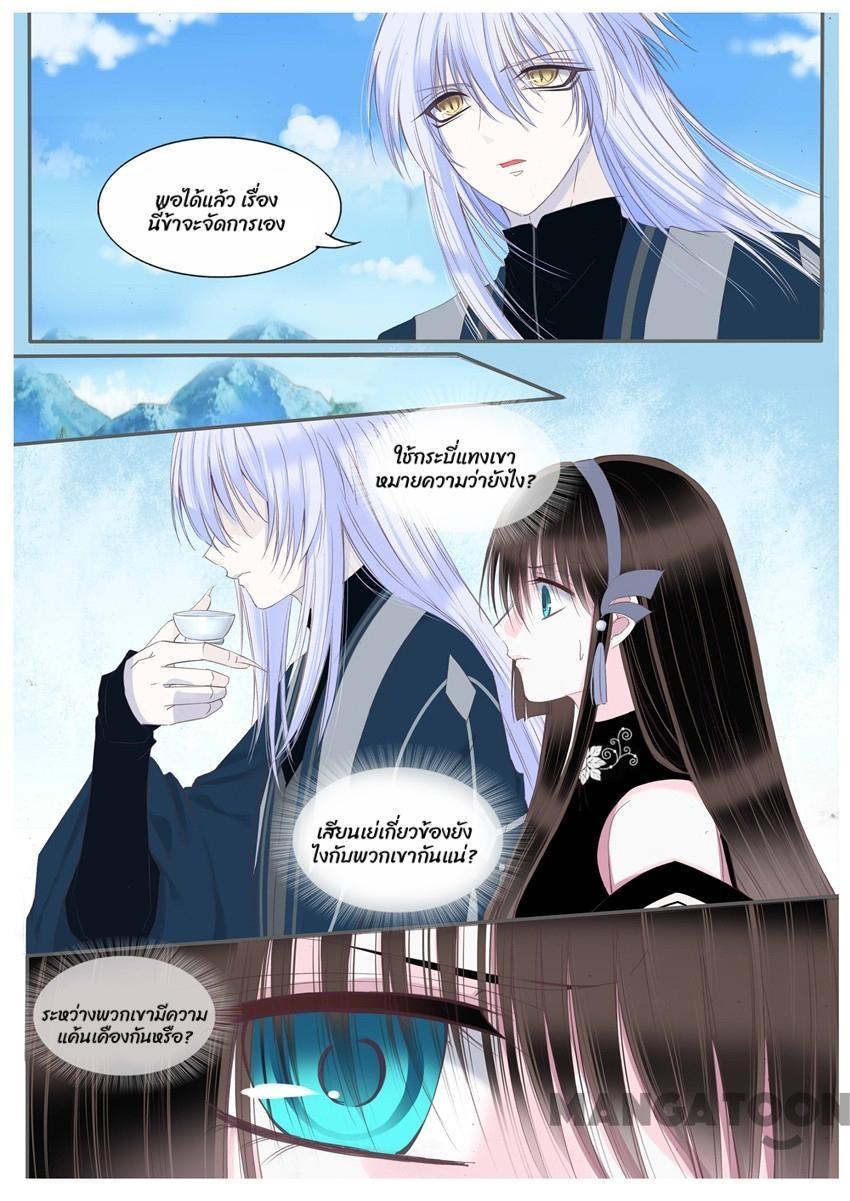 พอได้แล้ว เรื่อง
นี้ข้าจะจัดการเอง
ใช้กระบี่แทงเขา
หมายความว่ายังไง?
เสียนเย่เกี่ยวข้องยัง
ไงกับพวกเขากันแน่?
ระหว่างพวกเขามีความ
แค้นเคืองกันหรือ?
MANGATOON